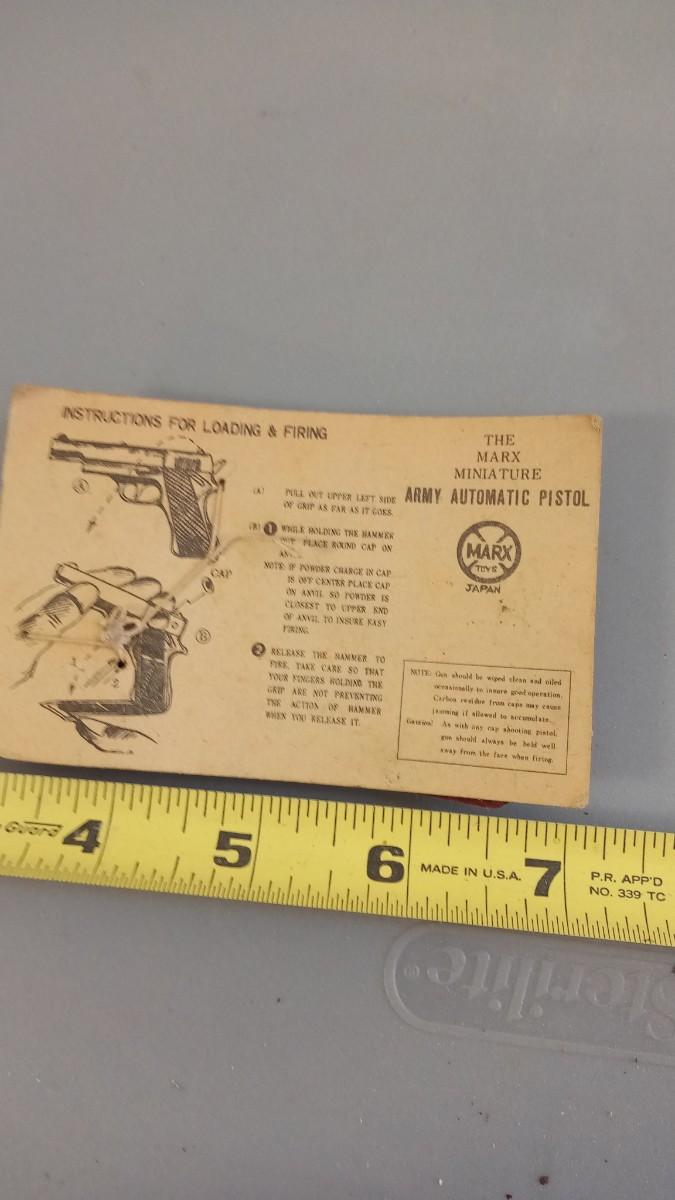 INSTRUCTIONS FOR LOADING & FIRING
A
CAP
B
1
2
(A) PULL OUT UPPER LEFT SIDE
OF GRIP AS FAR AS IT GOES.
(B) 1 WHILE HOLDING THE HAMMER
OUT PLACE ROUND CAP ON
NOTE: IF POWDER CHARGE IN CAP
IS OFF CENTER PLACE CAP
ON ANVIL SO POWDER IS
CLOSEST TO UPPER END
OF ANVIL TO INSURE EASY
FIRING.
2 RELEASE THE HAMMER TO
FIRE. TAKE CARE SO THAT
YOUR FINGERS HOLDING THE
GRIP ARE NOT PREVENTING
THE ACTION OF HAMMER
WHEN YOU RELEASE IT.
THE
MARX
MINIATURE
ARMY AUTOMATIC PISTOL
MARX
TOYS
JAPAN
NOTE: Gun should be wiped clean and oiled
occasionally to insure good operation.
Carbon residue from caps may cause
jamming if allowed to accumulate.
As with any cap shooting pistol,
gun should always be held well
away from the face when firing.
Guard 4 5 6 MADE IN U.S.A. 7 P.R. APP'D
NO. 339 TC
Sterilite®